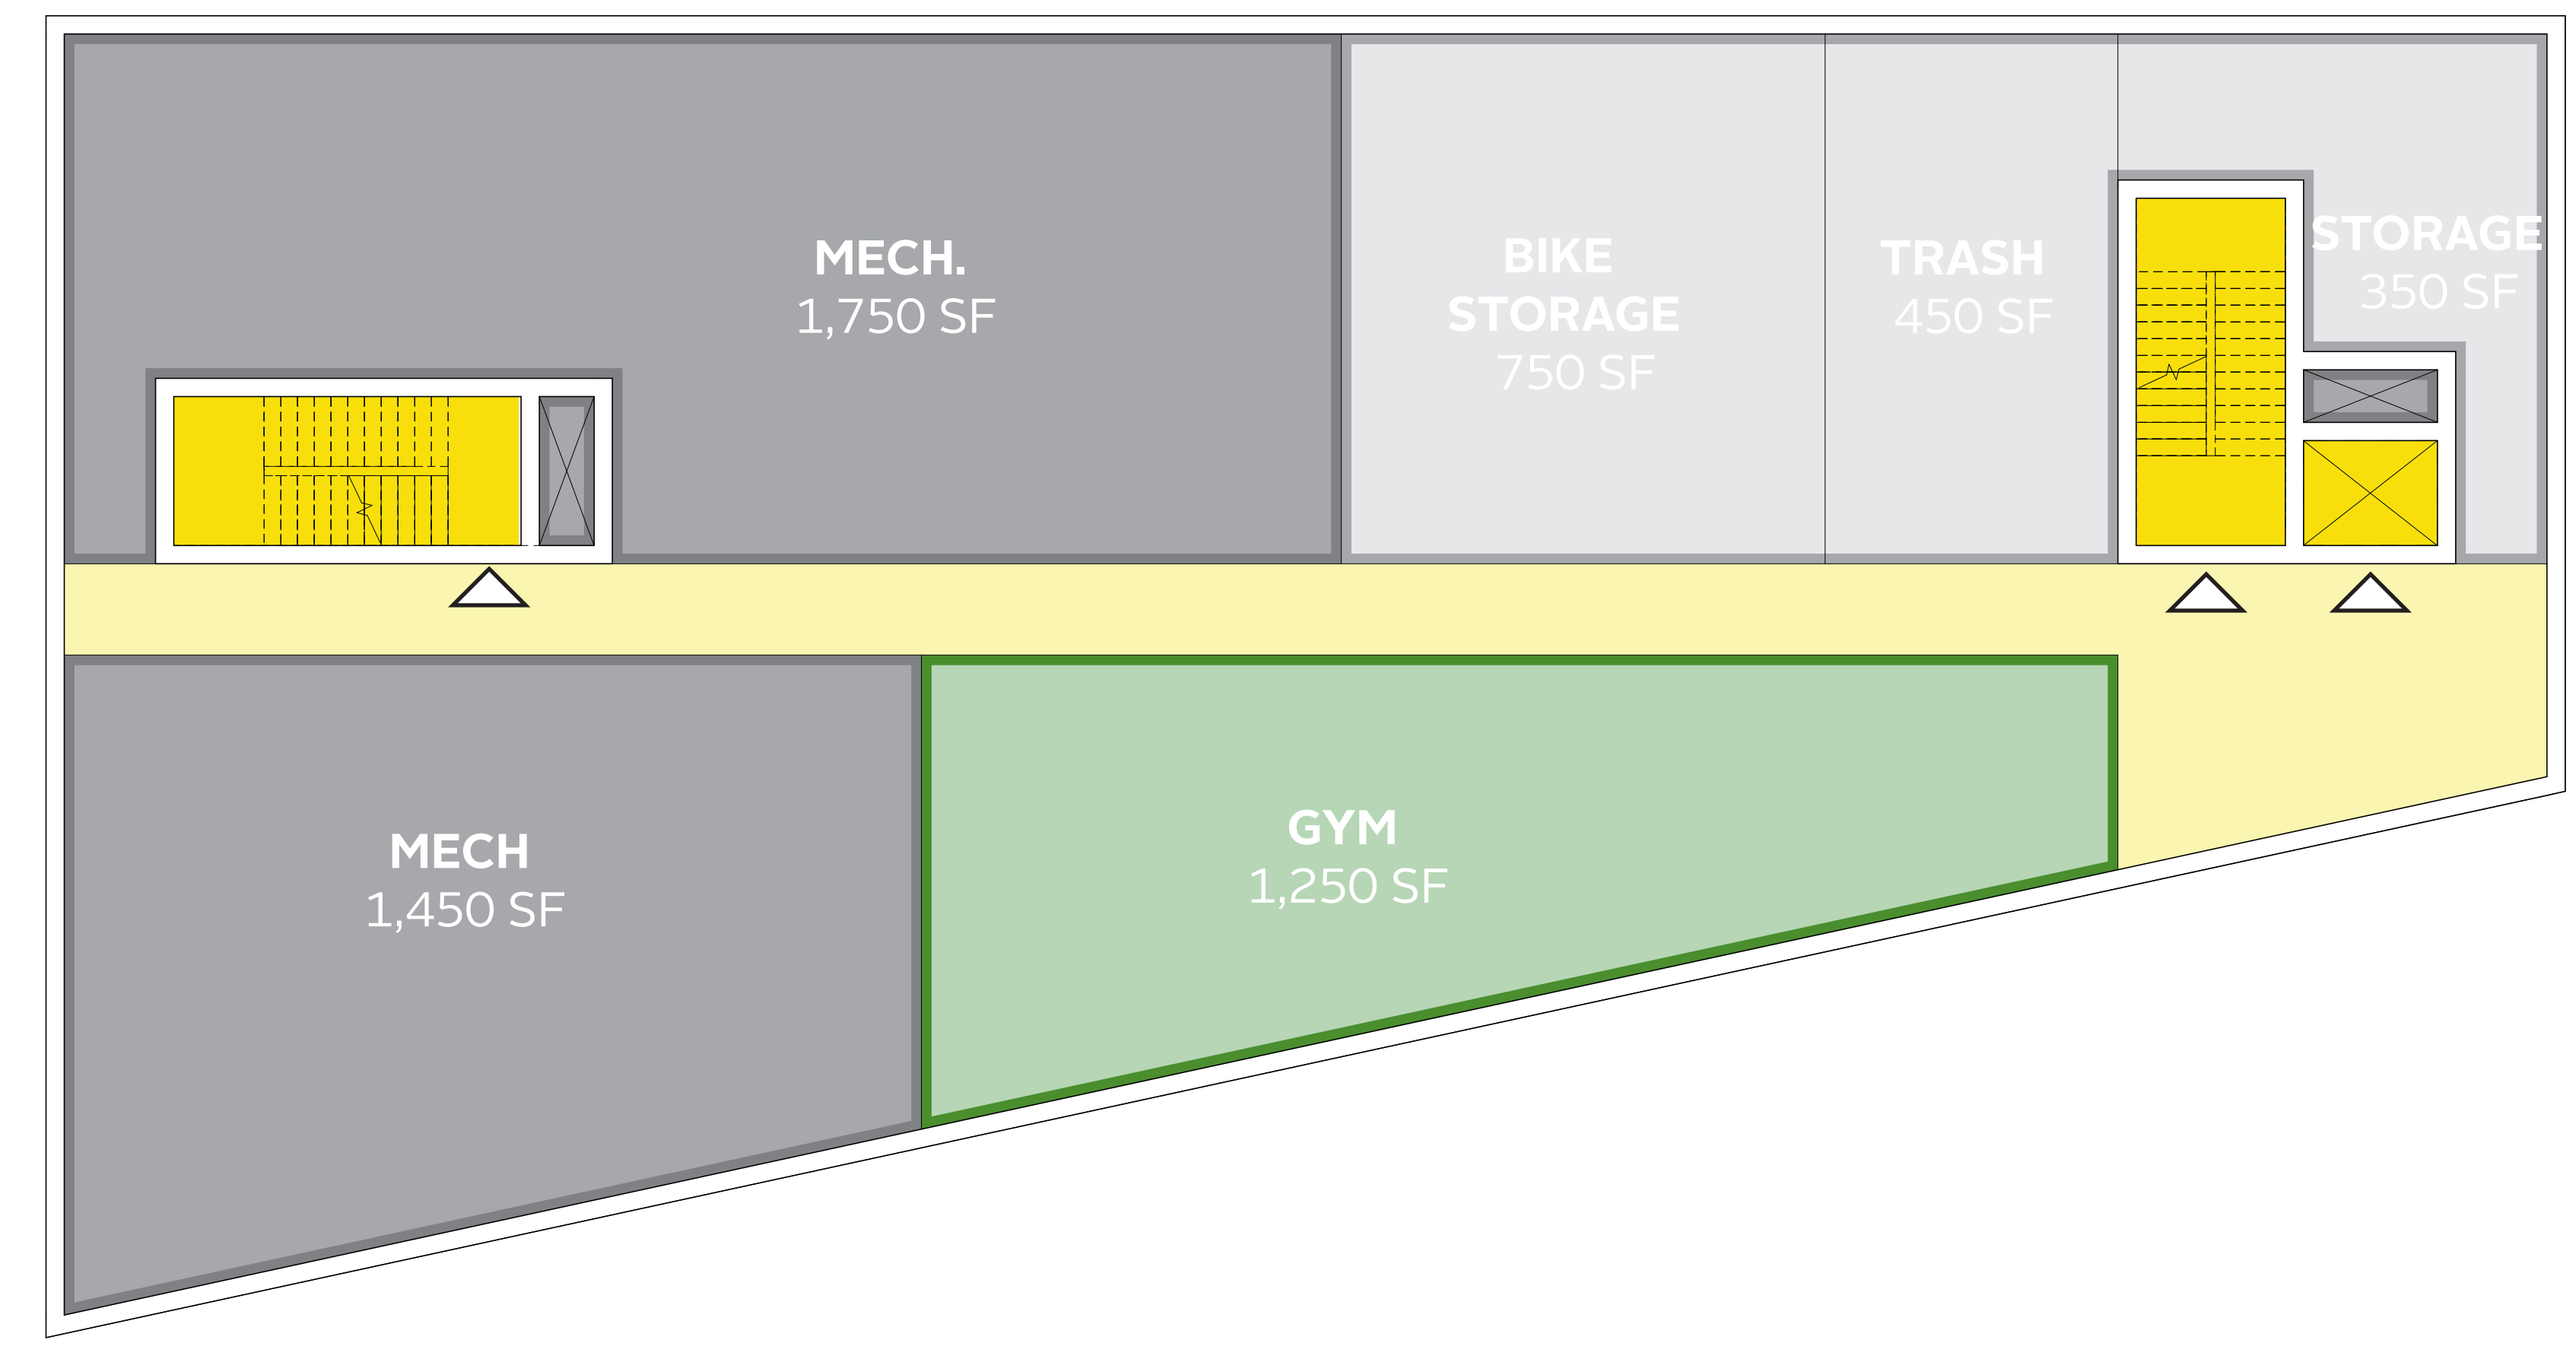 MECH.
1,750 SF
BIKE
STORAGE
750 SF
TRASH
450 SF
STORAGE
350 SF
MECH
1,450 SF
GYM
1,250 SF